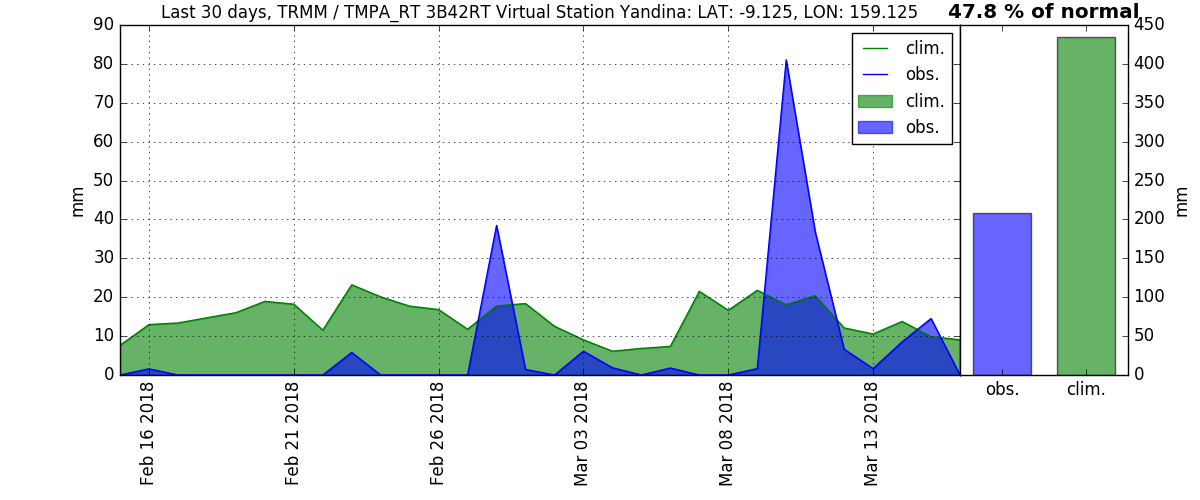 Last 30 days, TRMM / TMPA_RT 3B42RT Virtual Station Yandina: LAT: -9.125, LON: 159.125
47.8 % of normal
90
80
70
60
50
40
30
20
10
0
mm
clim.
obs.
clim.
obs.
Feb 16 2018
Feb 21 2018
Feb 26 2018
Mar 03 2018
Mar 08 2018
Mar 13 2018
450
400
350
300
250
200
150
100
50
0
mm
obs.
clim.